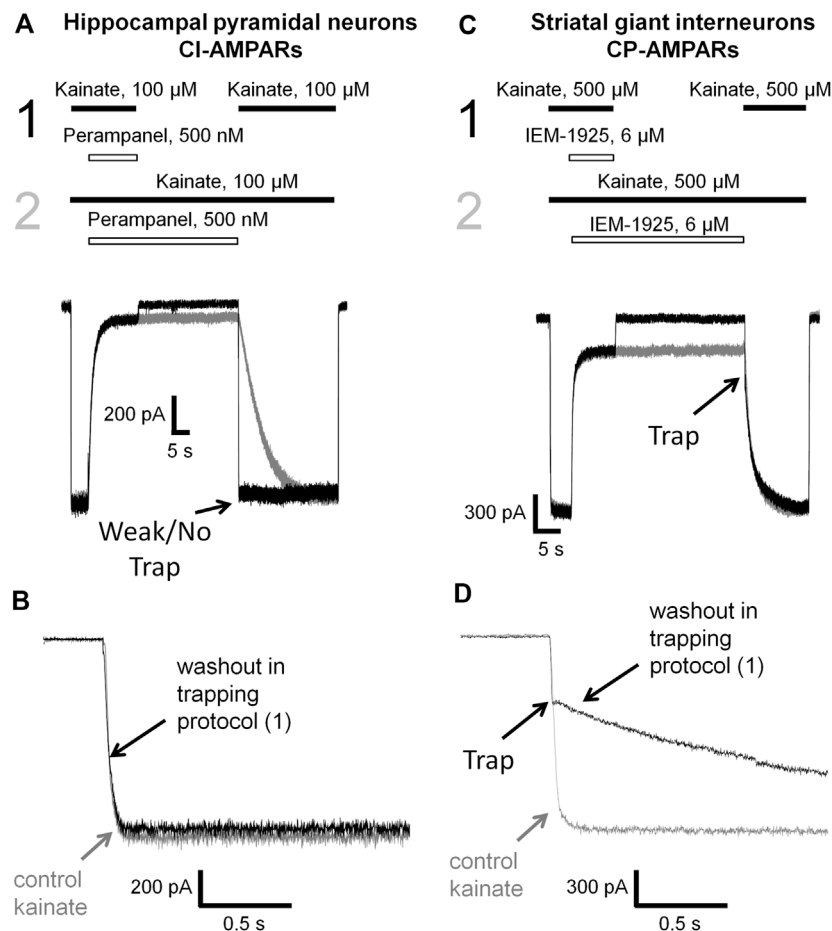 A
Hippocampal pyramidal neurons
CI-AMPARs
1
Kainate, 100 µM
Kainate, 100 µM
Perampanel, 500 nM
2
Kainate, 100 µM
Perampanel, 500 nM
200 pA
5 s
Weak/No
Trap
C
Striatal giant interneurons
CP-AMPARs
1
Kainate, 500 µM
Kainate, 500 µM
IEM-1925, 6 µM
2
Kainate, 500 µM
IEM-1925, 6 µM
Trap
300 pA
5 s
B
washout in
trapping
protocol (1)
control
kainate
200 pA
0.5 s
D
washout in
trapping
protocol (1)
Trap
control
kainate
300 pA
0.5 s